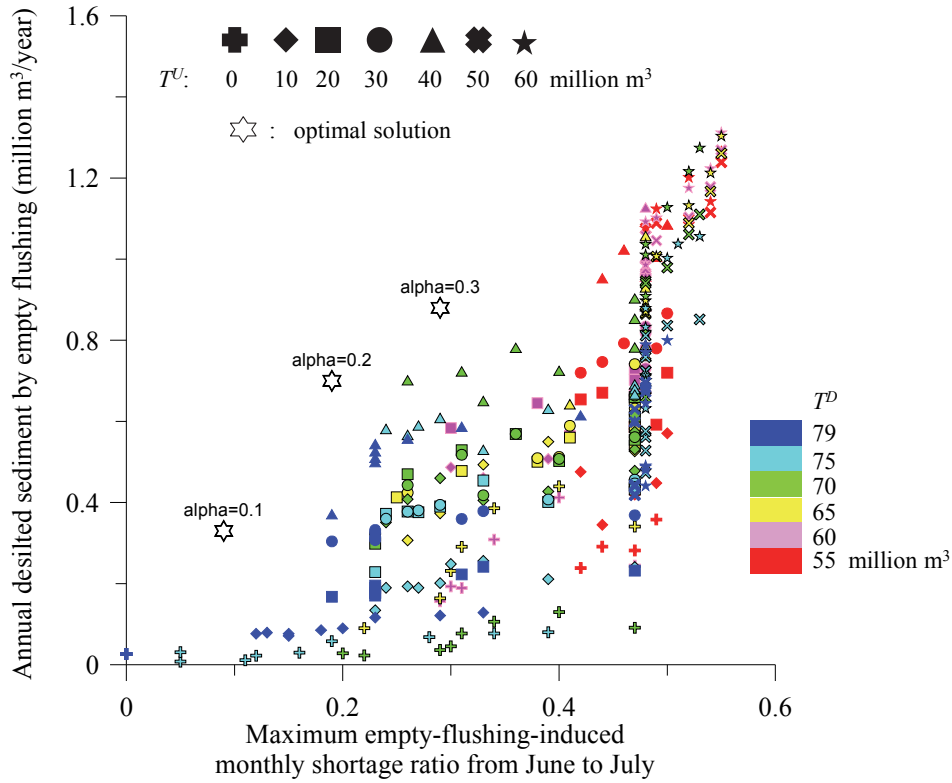 Annual desilted sediment by empty flushing (million m³/year)
1.6
1.2
0.8
0.4
0
T^U: 0 10 20 30 40 50 60 million m³
: optimal solution
alpha=0.3
alpha=0.2
alpha=0.1
T^D
79
75
70
65
60
55 million m³
0 0.2 0.4 0.6
Maximum empty-flushing-induced
monthly shortage ratio from June to July